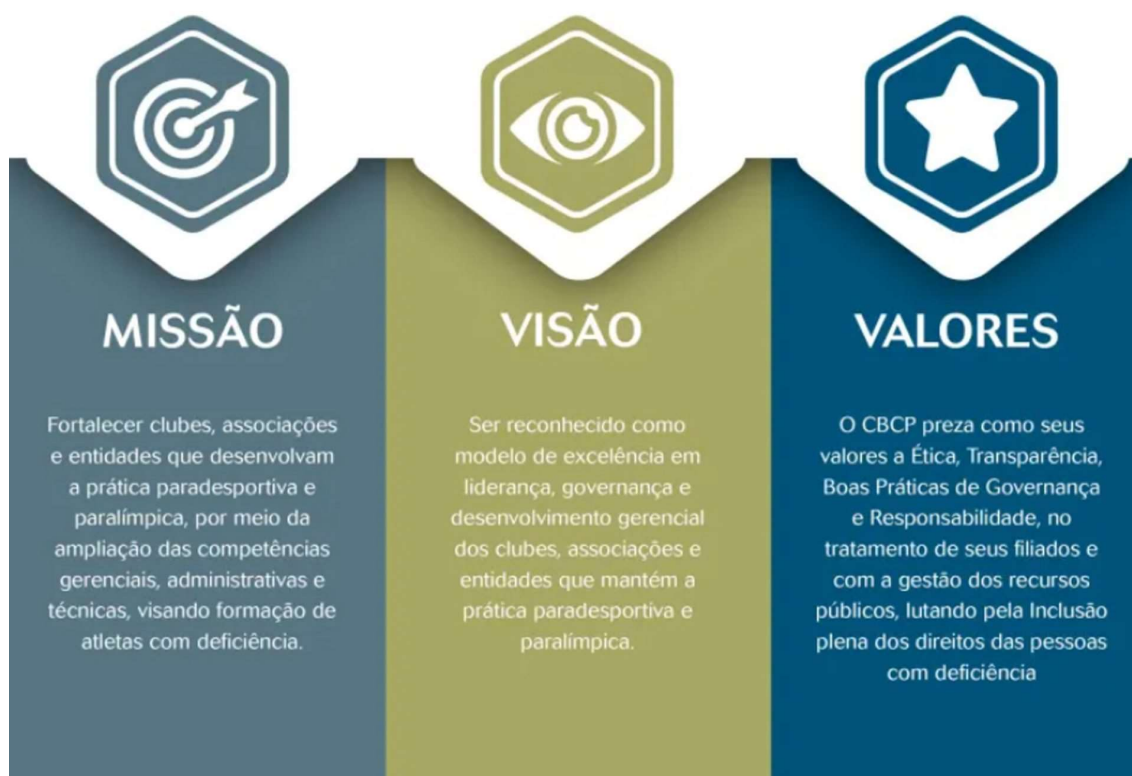 MISSÃO
Fortalecer clubes, associações
e entidades que desenvolvam
a prática paradesportiva e
paralímpica, por meio da
ampliação das competências
gerenciais, administrativas e
técnicas, visando formação de
atletas com deficiência.
VISÃO
Ser reconhecido como
modelo de excelência em
liderança, governança e
desenvolvimento gerencial
dos clubes, associações e
entidades que mantém a
prática paradesportiva e
paralímpica.
VALORES
O CBCP preza como seus
valores a Ética, Transparência,
Boas Práticas de Governança
e Responsabilidade, no
tratamento de seus filiados e
com a gestão dos recursos
públicos, lutando pela Inclusão
plena dos direitos das pessoas
com deficiência